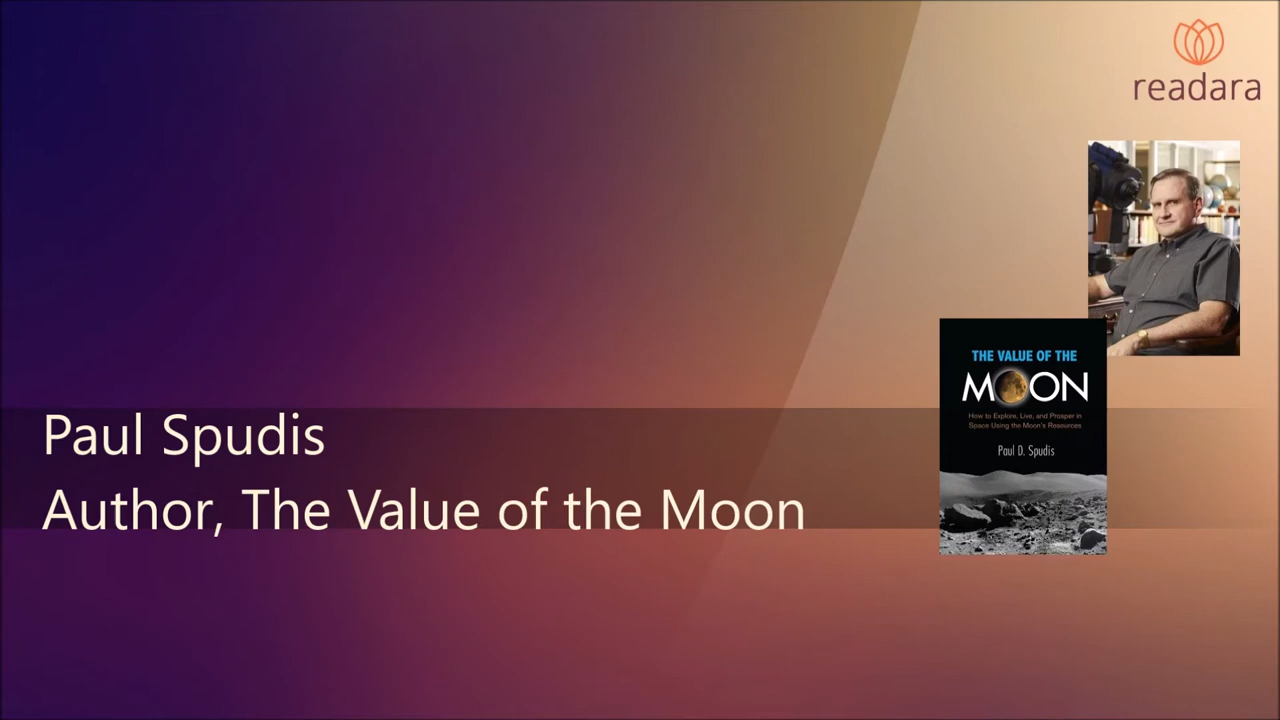 readara
THE VALUE OF THE
MOON
How to Explore, Live, and Prosper in
Space Using the Moon's Resources
Paul D. Spudis
Paul Spudis
Author, The Value of the Moon